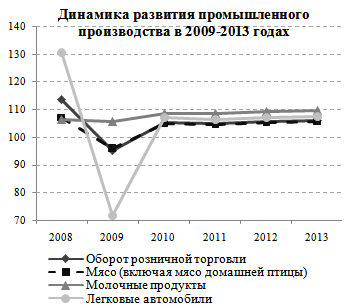 Динамика развития промышленного
производства в 2009-2013 годах
140
130
120
110
100
90
80
70
2008 2009 2010 2011 2012 2013
Оборот розничной торговли
Мясо (включая мясо домашней птицы)
Молочные продукты
Легковые автомобили